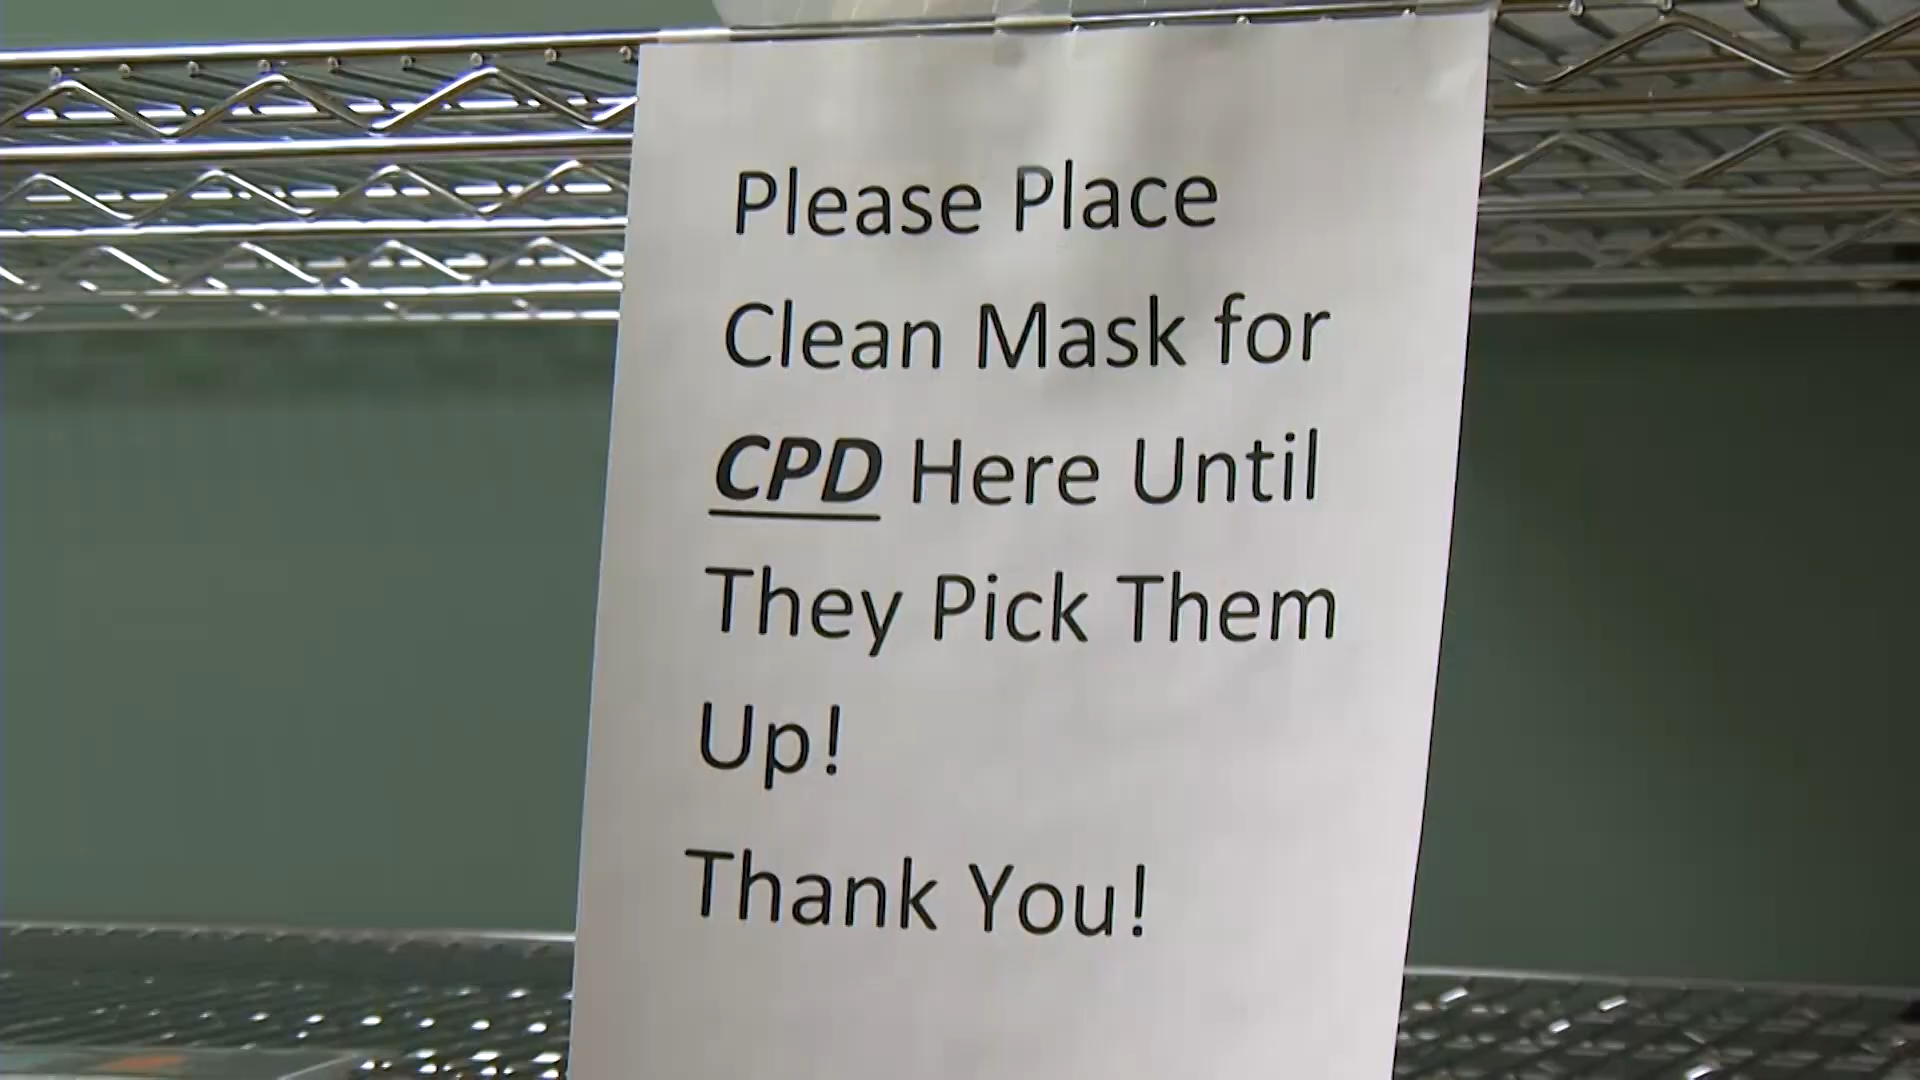 Please Place
Clean Mask for
CPD Here Until
They Pick Them
Up!
Thank You!